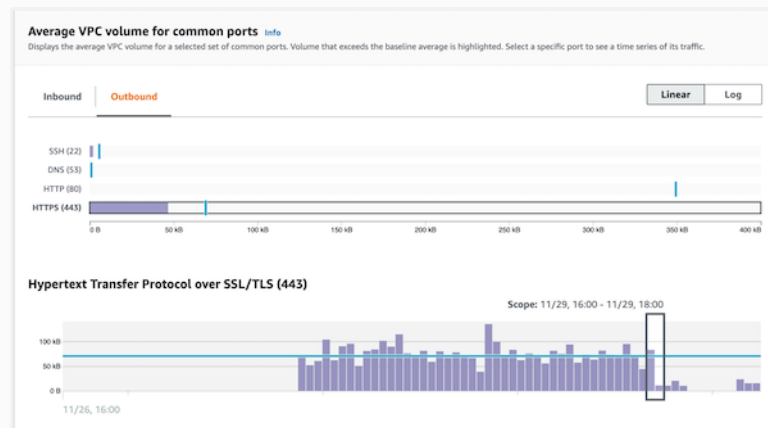 Average VPC volume for common ports Info
Displays the average VPC volume for a selected set of common ports. Volume that exceeds the baseline average is highlighted. Select a specific port to see a time series of its traffic.
Inbound Outbound Linear Log
SSH (22)
DNS (53)
HTTP (80)
HTTPS (443)
0 B 50 kB 100 kB 150 kB 200 kB 250 kB 300 kB 350 kB 400 kB
Hypertext Transfer Protocol over SSL/TLS (443)
Scope: 11/29, 16:00 - 11/29, 18:00
100 kB
50 kB
0 B
11/26, 16:00